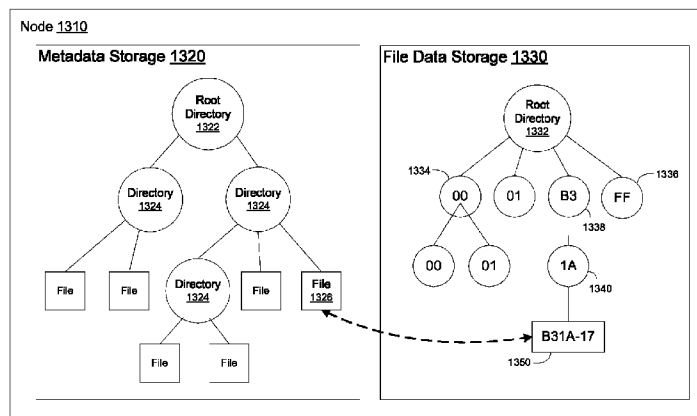 Node 1310
Metadata Storage 1320
Root
Directory
1322
Directory
1324
Directory
1324
File
File
Directory
1324
File
File
1326
File
File
File Data Storage 1330
Root
Directory
1332
1334
00
01
B3
FF
1336
1338
00
01
1A
1340
B31A-17
1350